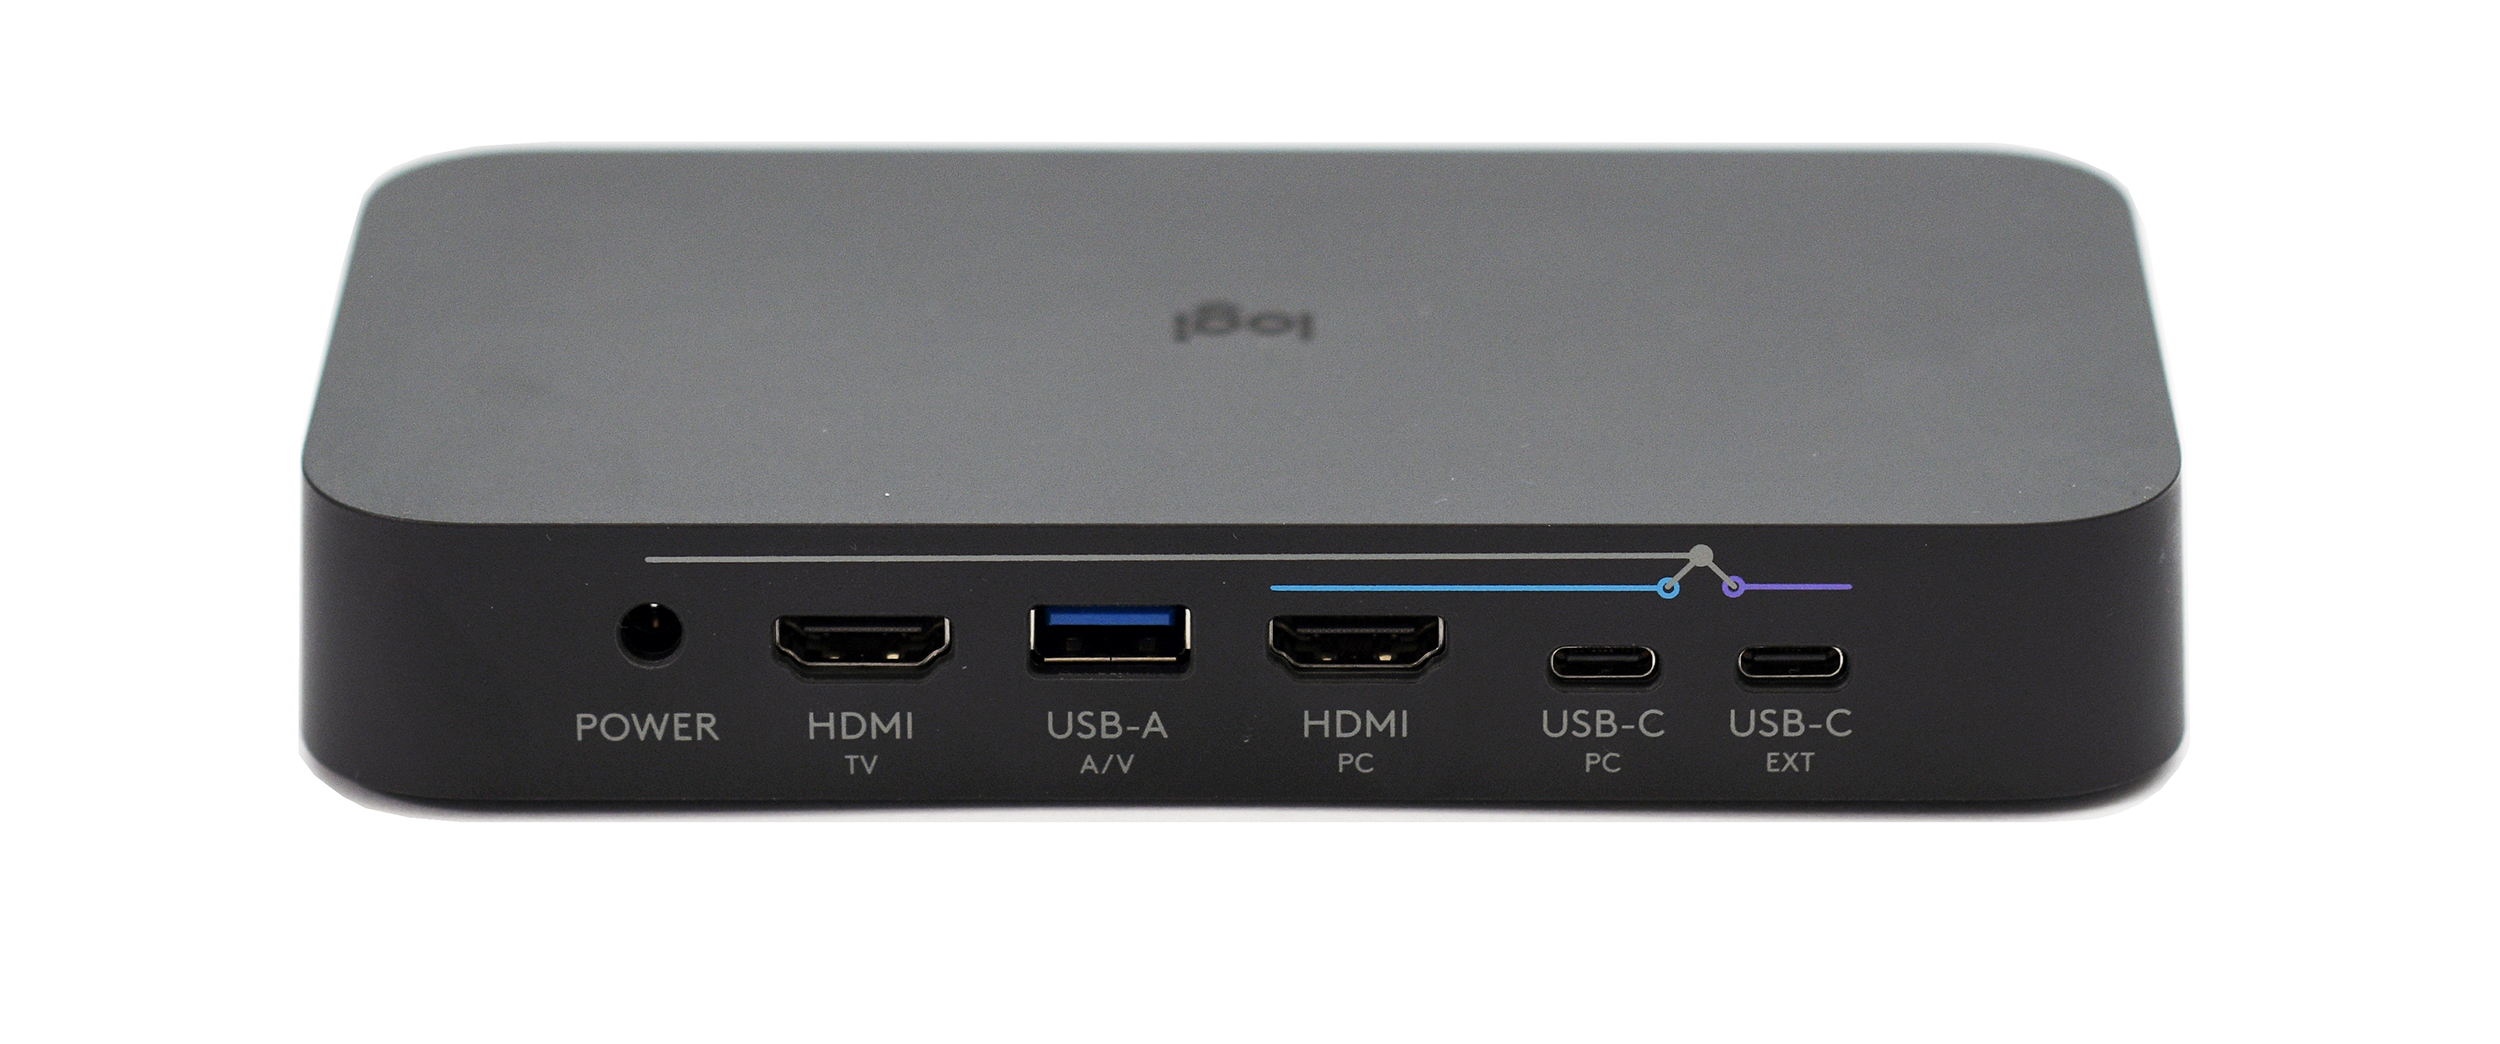 logi
POWER
HDMI
TV
USB-A
A/V
HDMI
PC
USB-C
PC
USB-C
EXT